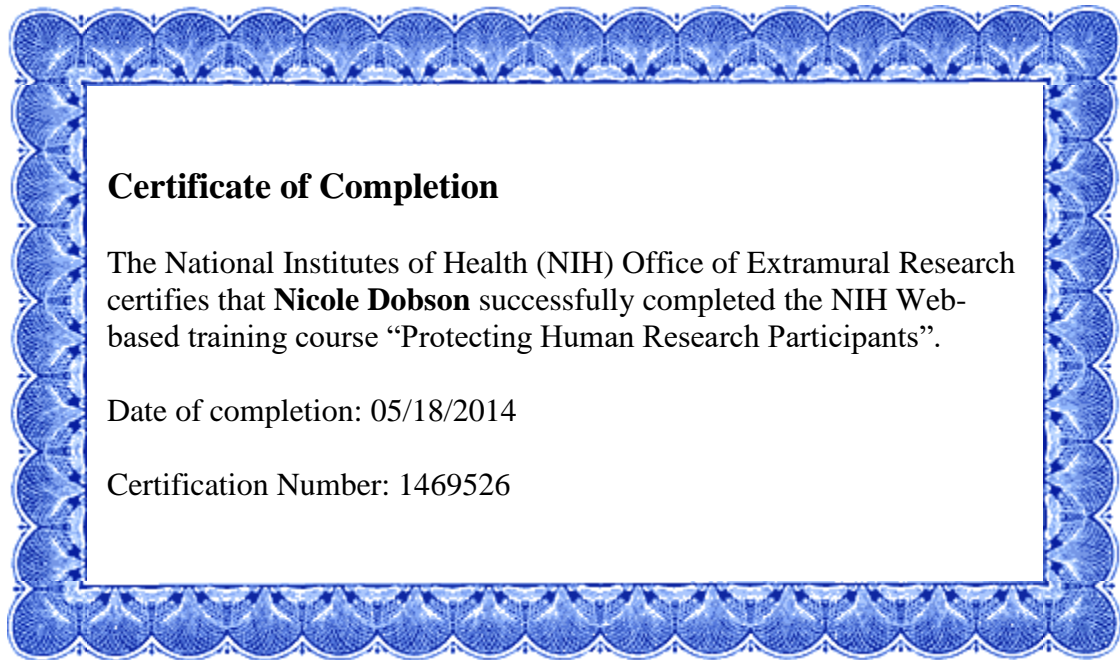 Certificate of Completion
The National Institutes of Health (NIH) Office of Extramural Research
certifies that Nicole Dobson successfully completed the NIH Web-
based training course “Protecting Human Research Participants”.
Date of completion: 05/18/2014
Certification Number: 1469526